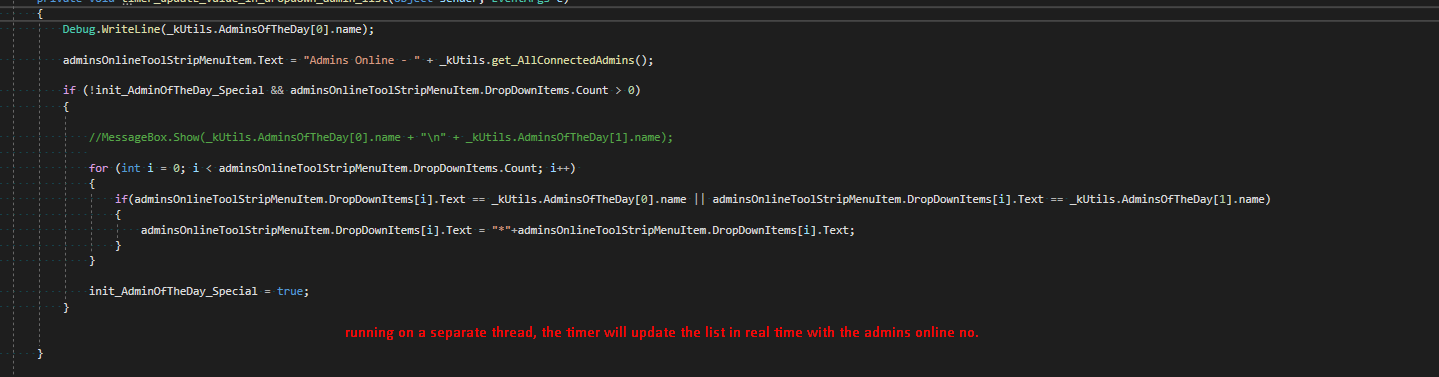 private void timer_update_value_in_dropdown_admin_list(object sender, EventArgs e)
{
Debug.WriteLine(_kUtils.AdminsOfTheDay[0].name);
adminsOnlineToolStripMenuItem.Text = "Admins Online - " + _kUtils.get_AllConnectedAdmins();
if (!init_AdminOfTheDay_Special && adminsOnlineToolStripMenuItem.DropDownItems.Count > 0)
{
//MessageBox.Show(_kUtils.AdminsOfTheDay[0].name + "\n" + _kUtils.AdminsOfTheDay[1].name);
for (int i = 0; i < adminsOnlineToolStripMenuItem.DropDownItems.Count; i++)
{
if(adminsOnlineToolStripMenuItem.DropDownItems[i].Text == _kUtils.AdminsOfTheDay[0].name || adminsOnlineToolStripMenuItem.DropDownItems[i].Text == _kUtils.AdminsOfTheDay[1].name)
{
adminsOnlineToolStripMenuItem.DropDownItems[i].Text = "*"+adminsOnlineToolStripMenuItem.DropDownItems[i].Text;
}
}
init_AdminOfTheDay_Special = true;
}
running on a separate thread, the timer will update the list in real time with the admins online no.
}